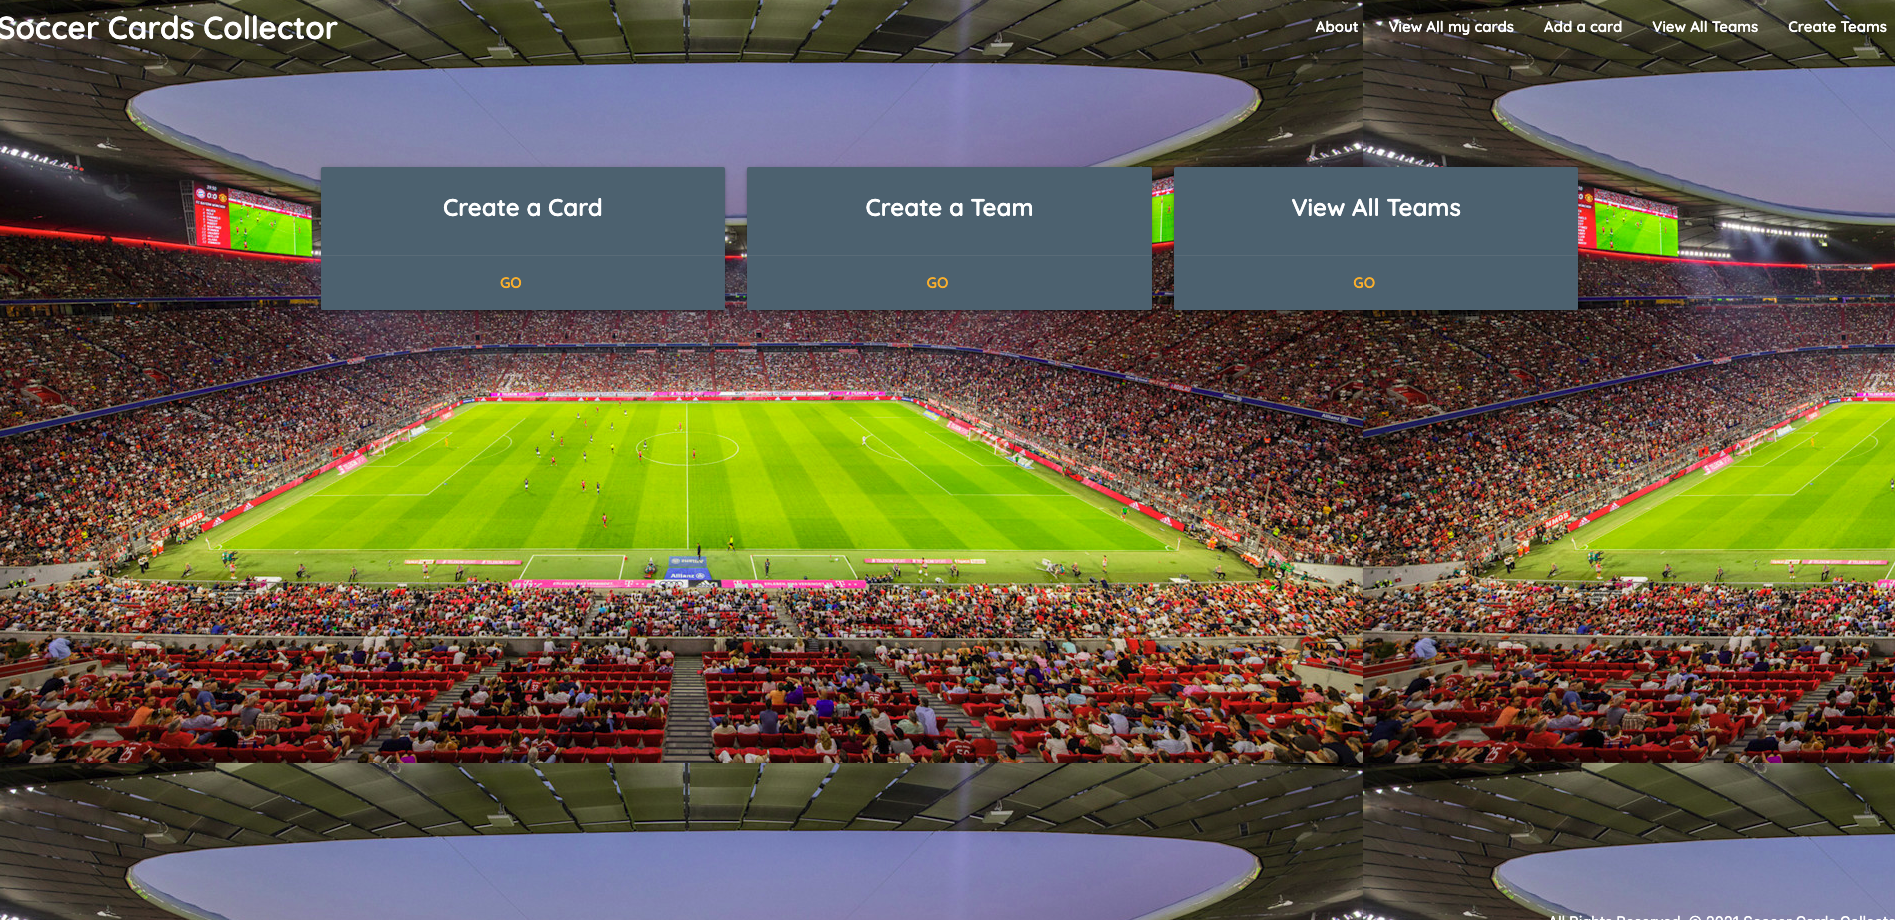 Soccer Cards Collector
About View All my cards Add a card View All Teams Create Teams
Create a Card
GO
Create a Team
GO
View All Teams
GO
Allianz